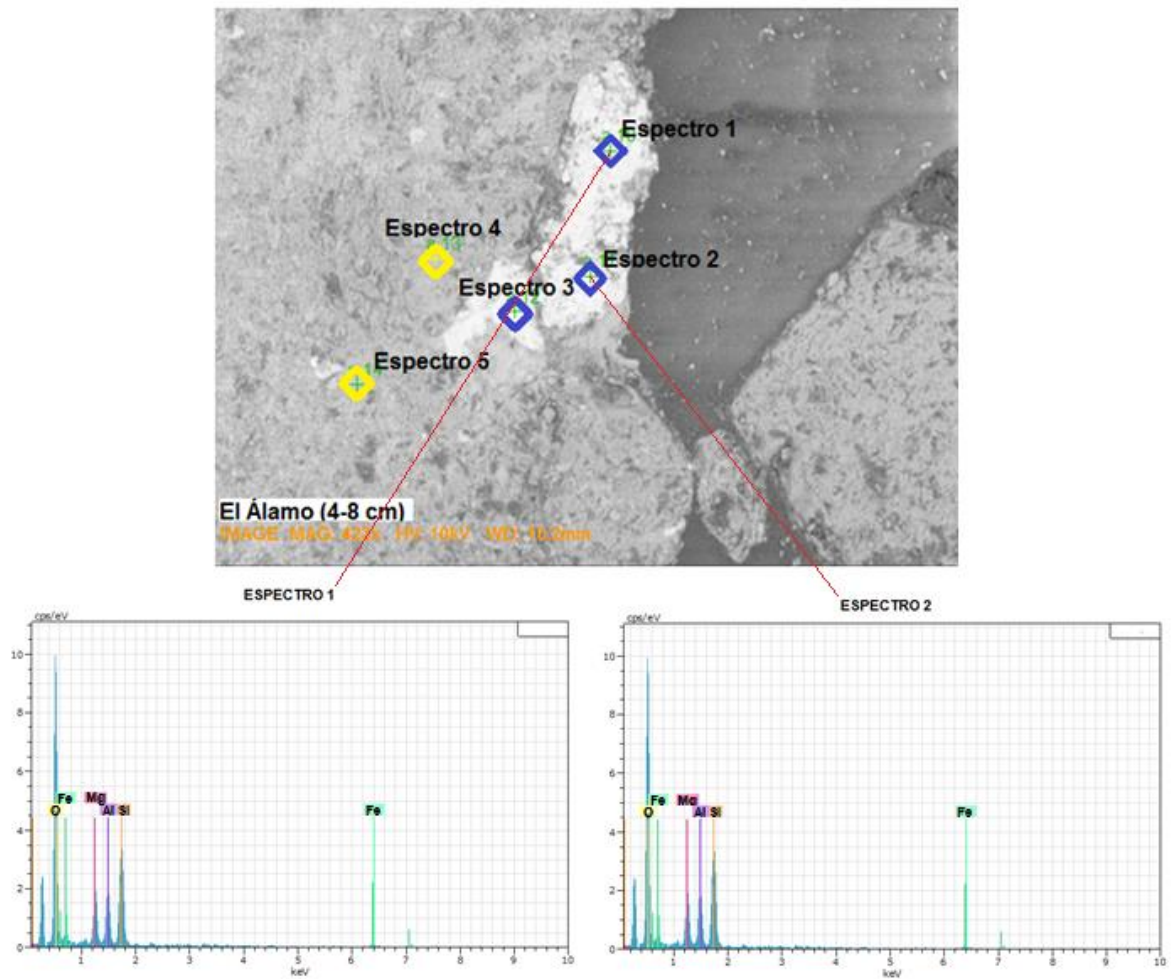 Espectro 1
Espectro 4
Espectro 2
Espectro 3
Espectro 5
El Álamo (4-8 cm)
ESPECTRO 1
ESPECTRO 2
cps/eV
10
8
6
4
2
0
O Fe Mg Al Si Fe
1 2 3 4 5 6 7 8 9 10
keV
cps/eV
10
8
6
4
2
0
O Fe Mg Al Si Fe
1 2 3 4 5 6 7 8 9 10
keV